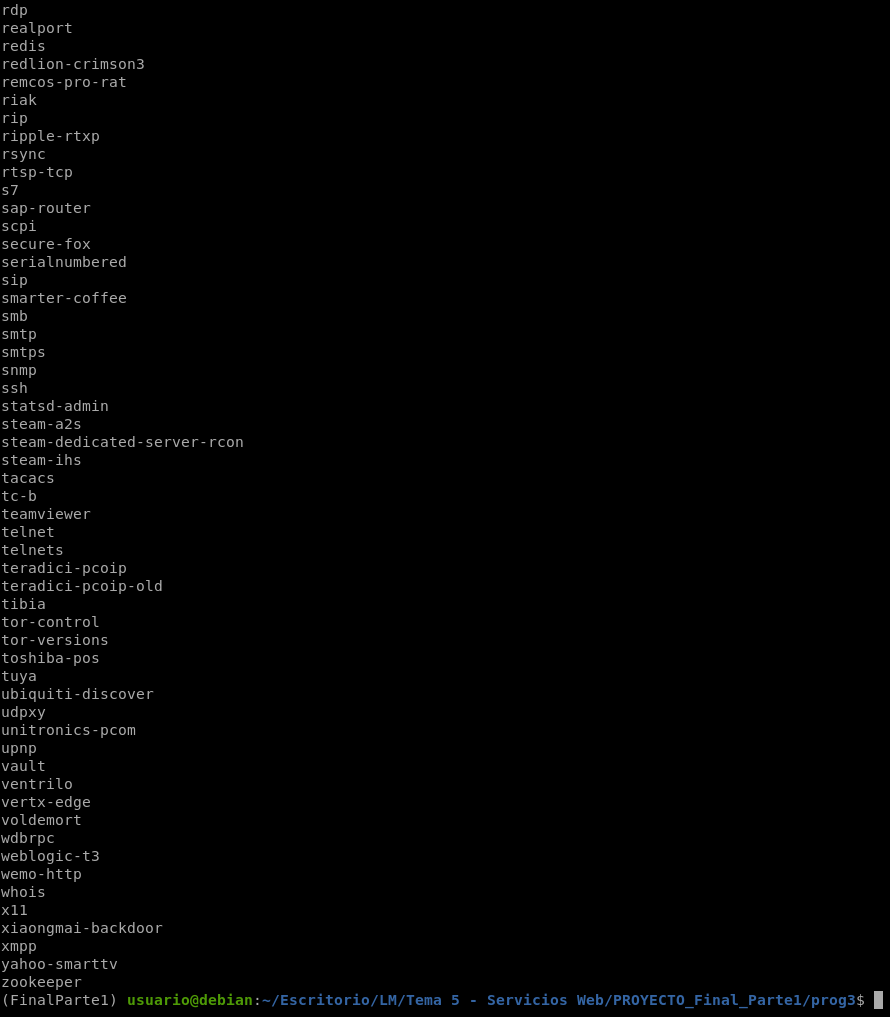 rdp
realport
redis
redlion-crimson3
remcos-pro-rat
riak
rip
ripple-rtxp
rsync
rtsp-tcp
s7
sap-router
scpi
secure-fox
serialnumbered
sip
smarter-coffee
smb
smtp
smtps
snmp
ssh
statsd-admin
steam-a2s
steam-dedicated-server-rcon
steam-ihs
tacacs
tc-b
teamviewer
telnet
telnets
teradici-pcoip
teradici-pcoip-old
tibia
tor-control
tor-versions
toshiba-pos
tuya
ubiquiti-discover
udpxy
unitronics-pcom
upnp
vault
ventrilo
vertx-edge
voldemort
wdbrpc
weblogic-t3
wemo-http
whois
x11
xiaongmai-backdoor
xmpp
yahoo-smarttv
zookeeper
(FinalParte1) usuario@debian:~/Escritorio/LM/Tema 5 - Servicios Web/PROYECTO_Final_Parte1/prog3$